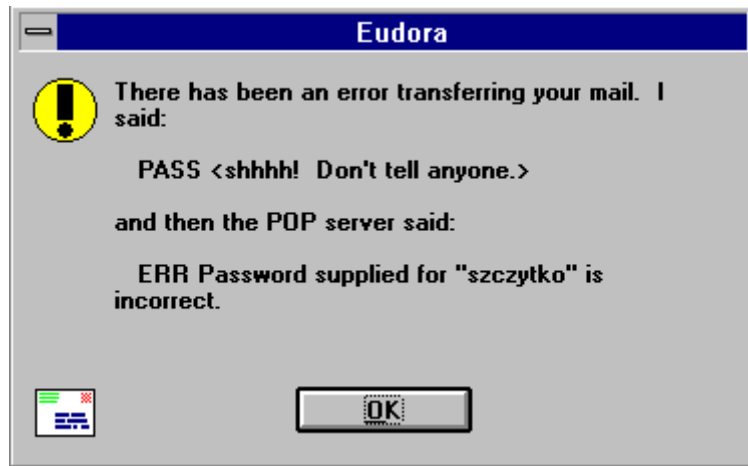 Eudora
There has been an error transferring your mail.  I
said:
PASS <shhhh!  Don't tell anyone.>
and then the POP server said:
ERR Password supplied for "szczytko" is
incorrect.
OK